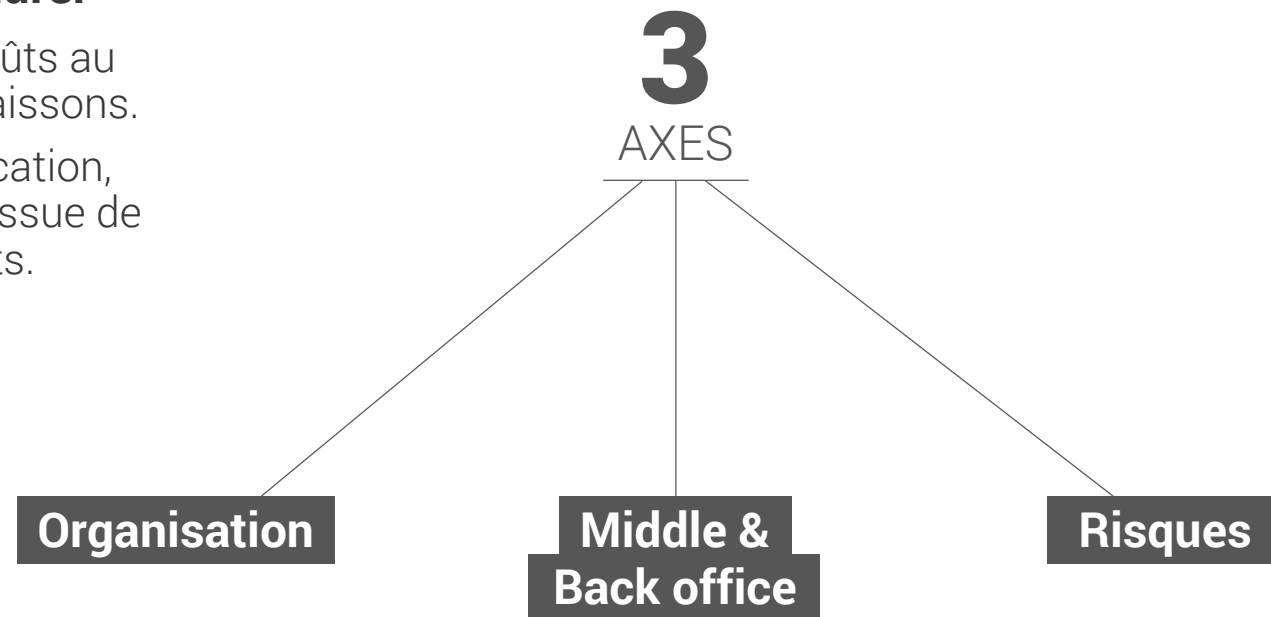 ûts au
aissons.
cation,
ssue de
ts.
3
AXES
Organisation
Middle &
Back office
Risques